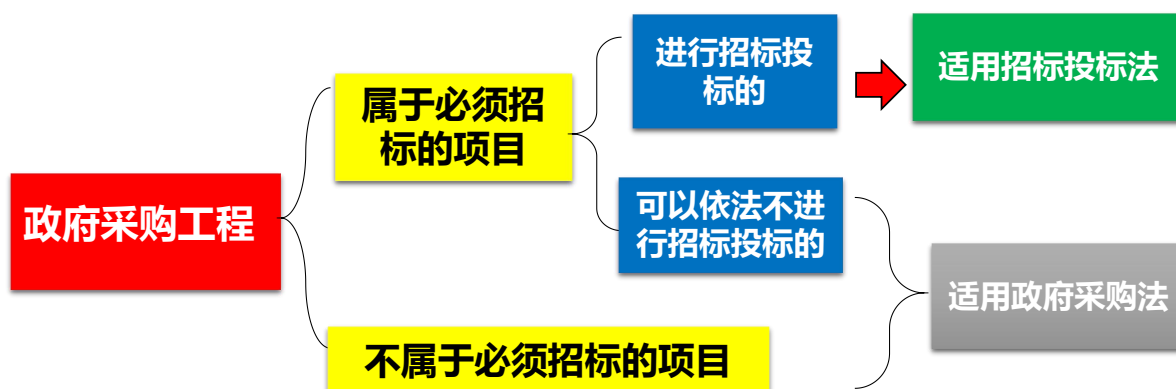 政府采购工程
属于必须招
标的项目
进行招标投
标的
适用招标投标法
可以依法不进
行招标投标的
不属于必须招标的项目
适用政府采购法